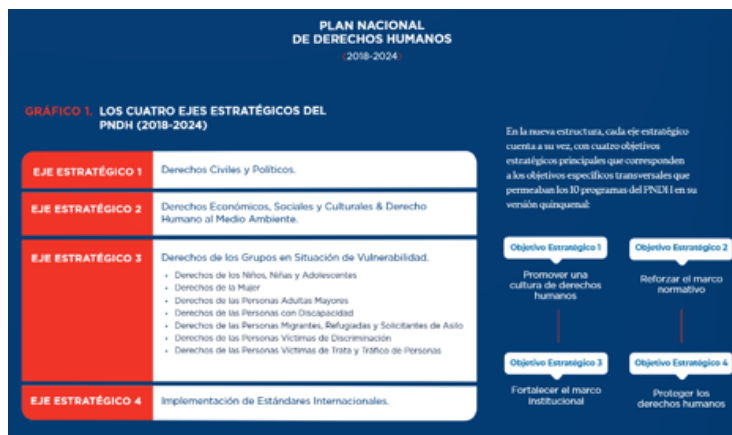 PLAN NACIONAL
DE DERECHOS HUMANOS
(2018-2024)
GRÁFICO 1. LOS CUATRO EJES ESTRATÉGICOS DEL
PNDH (2018-2024)
EJE ESTRATÉGICO 1
Derechos Civiles y Políticos.
EJE ESTRATÉGICO 2
Derechos Económicos, Sociales y Culturales & Derecho
Humano al Medio Ambiente.
EJE ESTRATÉGICO 3
Derechos de los Grupos en Situación de Vulnerabilidad.
• Derechos de los Niños, Niñas y Adolescentes
• Derechos de la Mujer
• Derechos de las Personas Adultas Mayores
• Derechos de las Personas con Discapacidad
• Derechos de las Personas Migrantes, Refugiadas y Solicitantes de Asilo
• Derechos de las Personas Víctimas de Discriminación
• Derechos de las Personas Víctimas de Trata y Tráfico de Personas
EJE ESTRATÉGICO 4
Implementación de Estándares Internacionales.
En la nueva estructura, cada eje estratégico
cuenta a su vez, con cuatro objetivos
estratégicos principales que corresponden
a los objetivos específicos transversales que
permeaban los 10 programas del PNDH I en su
versión quinquenal:
Objetivo Estratégico 1
Promover una
cultura de derechos
humanos
Objetivo Estratégico 2
Reforzar el marco
normativo
Objetivo Estratégico 3
Fortalecer el marco
institucional
Objetivo Estratégico 4
Proteger los
derechos humanos